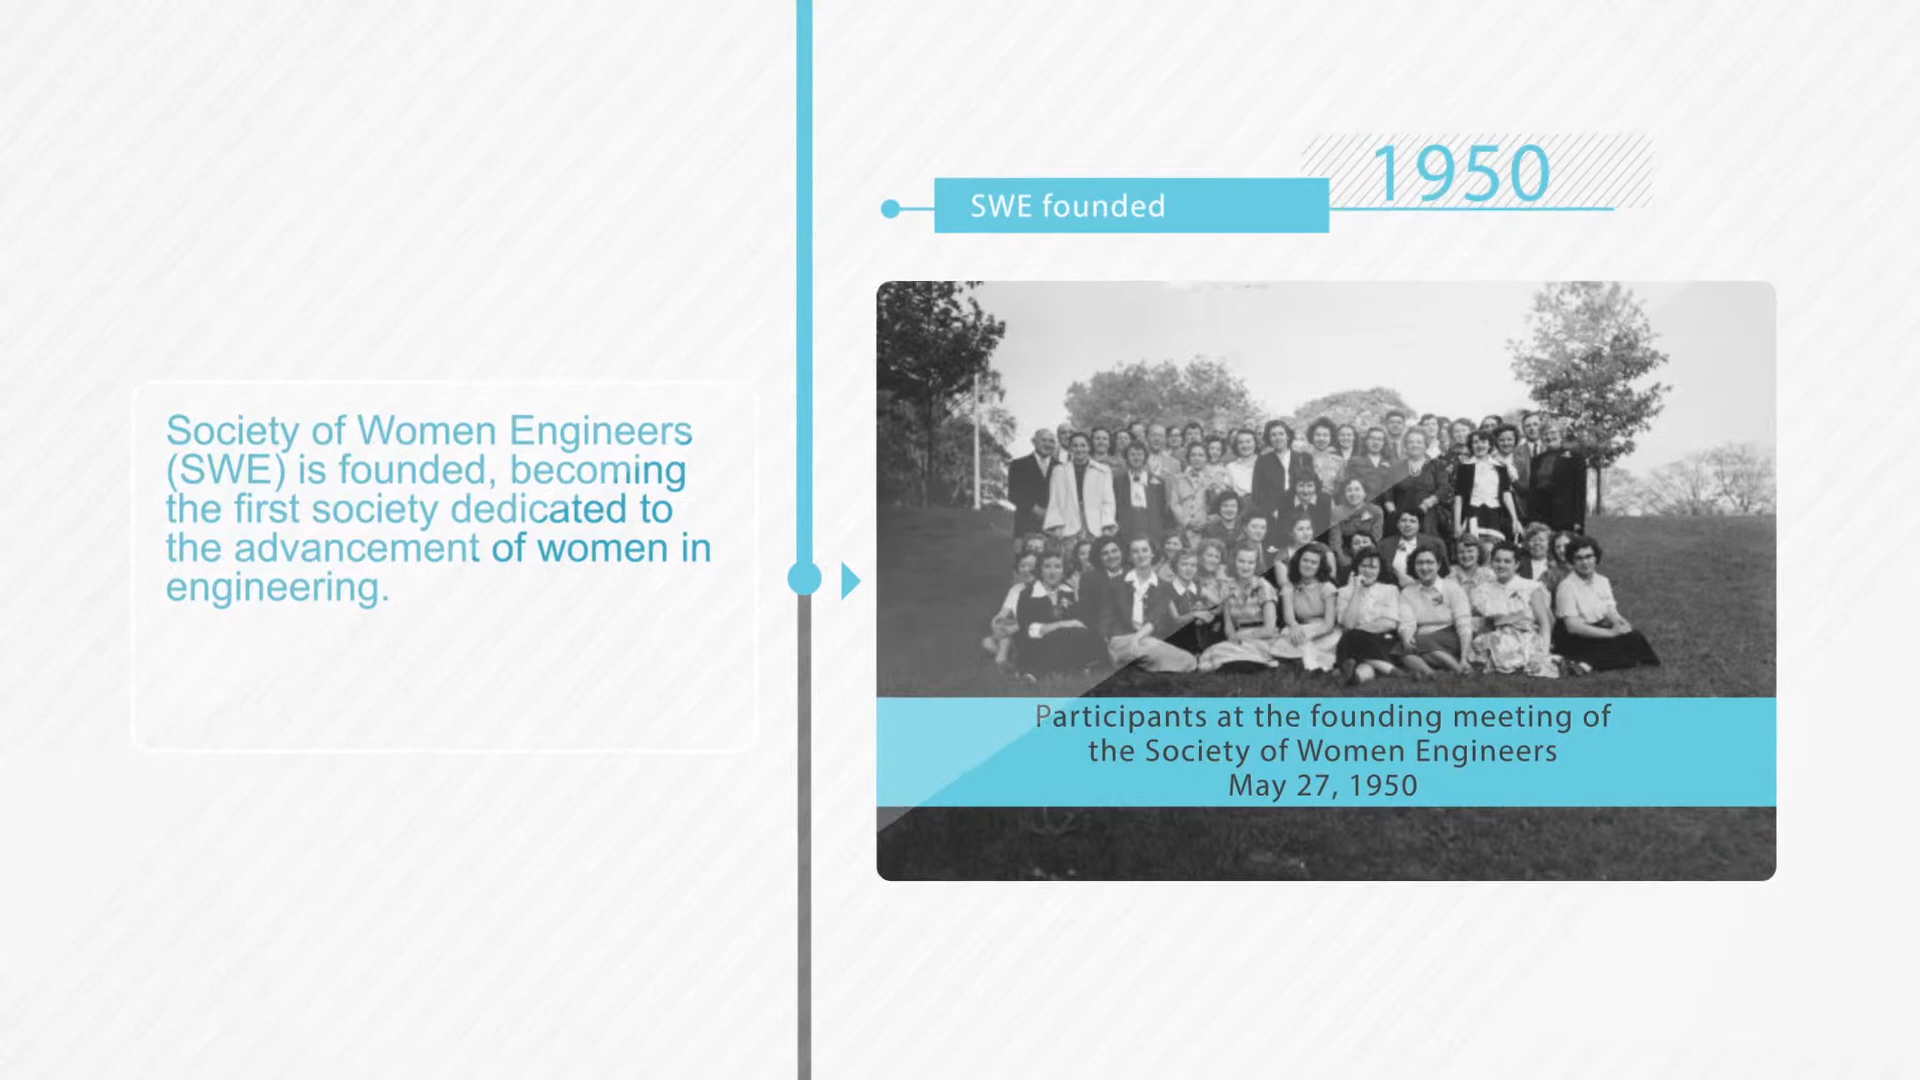 1950
SWE founded
Society of Women Engineers
(SWE) is founded, becoming
the first society dedicated to
the advancement of women in
engineering.
Participants at the founding meeting of
the Society of Women Engineers
May 27, 1950